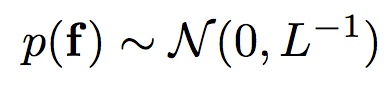 p(𝐟) ∼ 𝒩(0, L⁻¹)